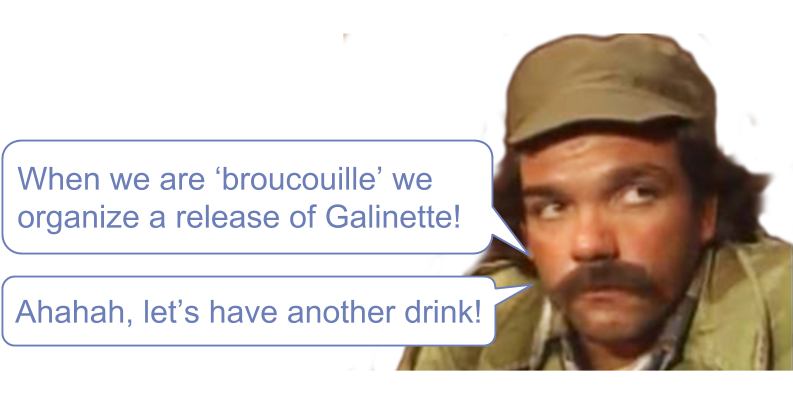 When we are ‘broucouille’ we
organize a release of Galinette!
Ahahah, let’s have another drink!